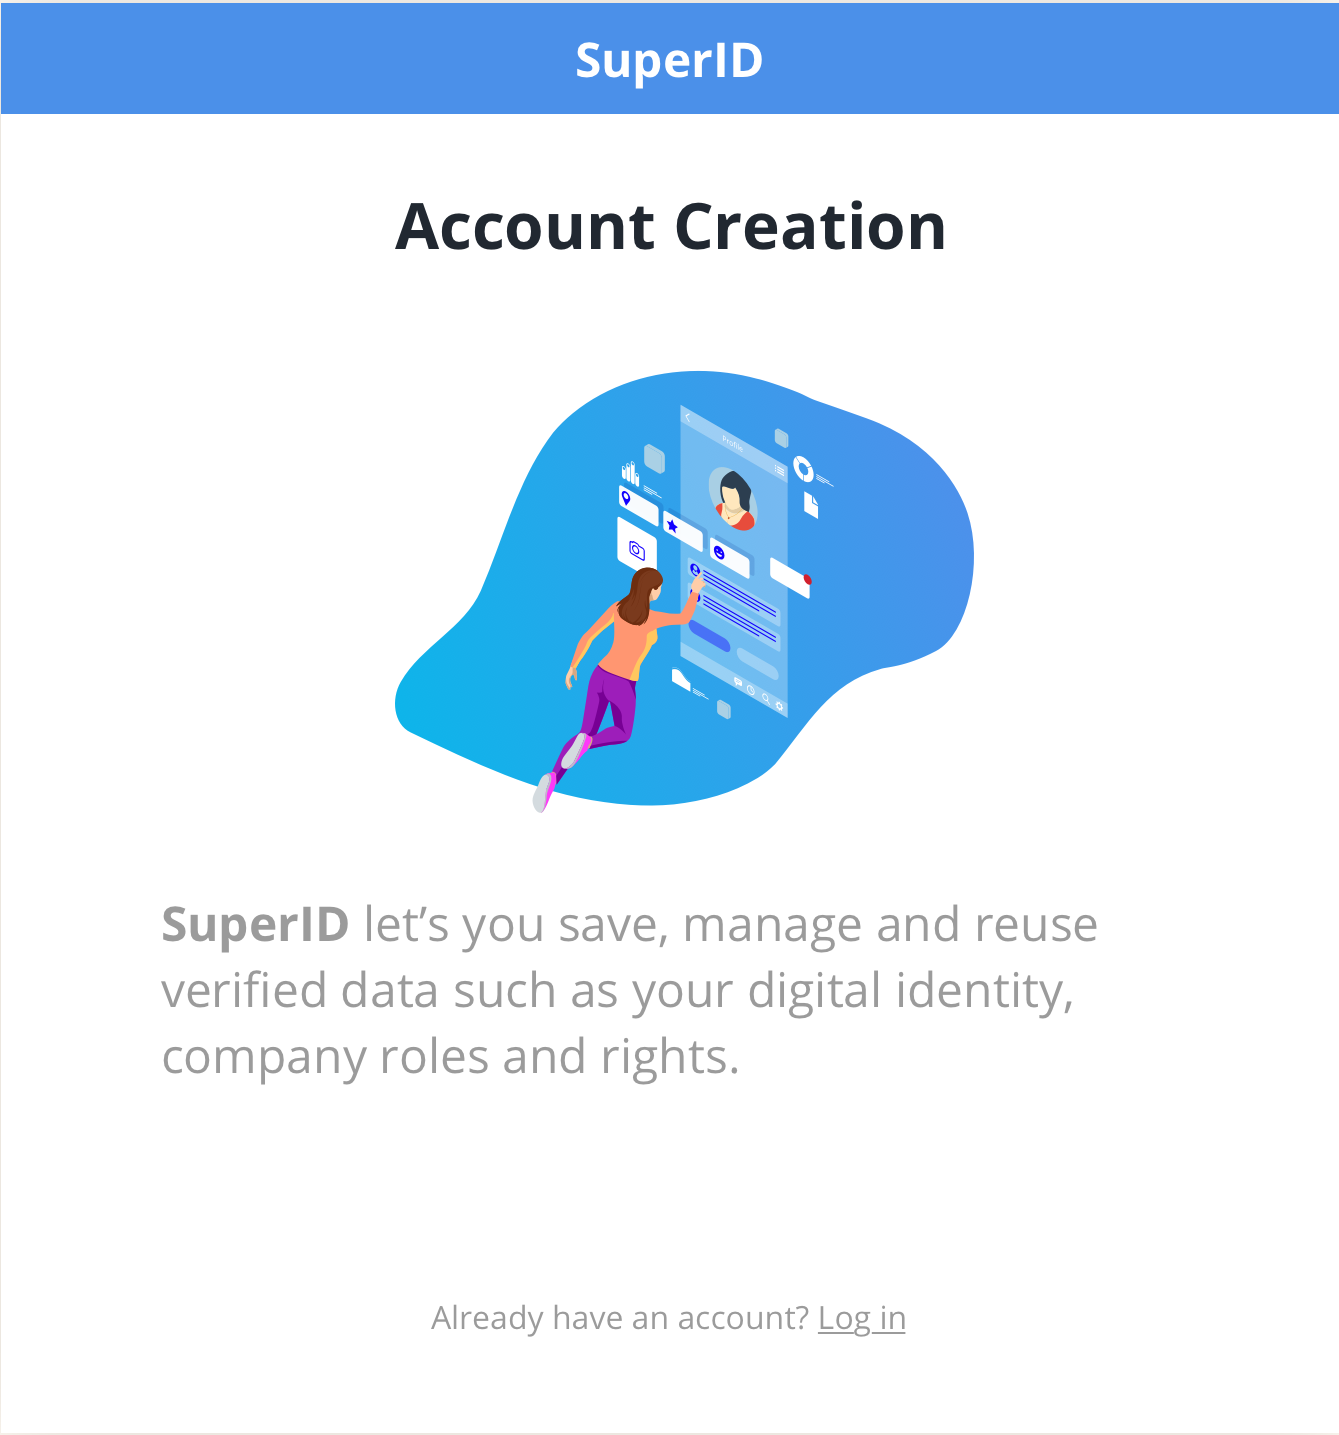 SuperID
Account Creation
Profile
SuperID let’s you save, manage and reuse
verified data such as your digital identity,
company roles and rights.
Already have an account? Log in